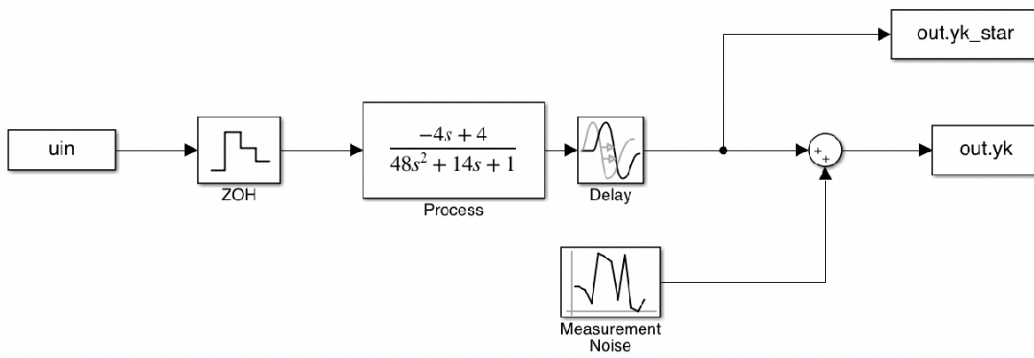 out.yk_star
uin
ZOH
-4s + 4
48s² + 14s + 1
Process
Delay
+
+
out.yk
Measurement
Noise